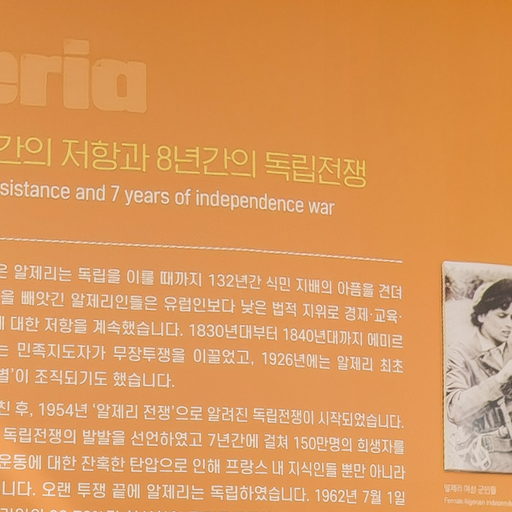 eria
간의 저항과 8년간의 독립전쟁
sistance and 7 years of independence war
은 알제리는 독립을 이룰 때까지 132년간 식민 지배의 아픔을 견뎌
을 빼앗긴 알제리인들은 유럽인보다 낮은 법적 지위로 경제·교육·
에 대한 저항을 계속했습니다. 1830년대부터 1840년대까지 에미르
는 민족지도자가 무장투쟁을 이끌었고, 1926년에는 알제리 최초
별'이 조직되기도 했습니다.
친 후, 1954년 '알제리 전쟁'으로 알려진 독립전쟁이 시작되었습니다.
독립전쟁의 발발을 선언하였고 7년간에 걸쳐 150만명의 희생자를
운동에 대한 잔혹한 탄압으로 인해 프랑스 내 지식인들 뿐만 아니라
니다. 오랜 투쟁 끝에 알제리는 독립하였습니다. 1962년 7월 1일
알제리 여성 군인들
Female Algerian independ